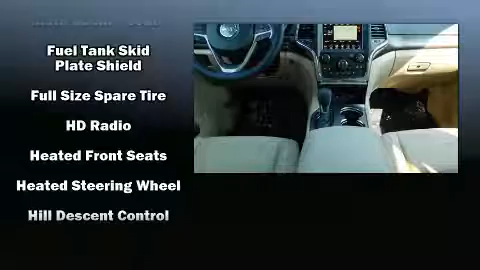 Fuel Tank Skid
Plate Shield
Full Size Spare Tire
HD Radio
Heated Front Seats
Heated Steering Wheel
Hill Descent Control